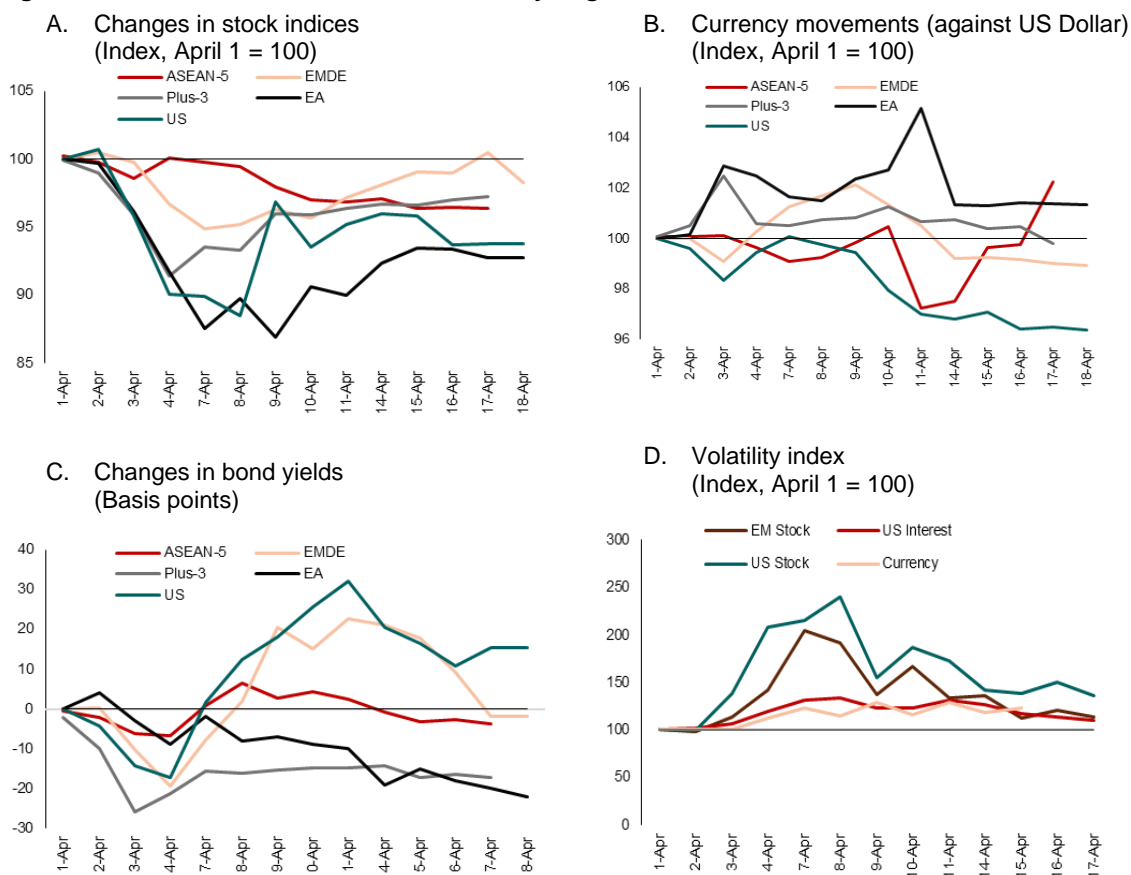 A. Changes in stock indices
(Index, April 1 = 100)
ASEAN-5 EMDE
Plus-3 EA
US
105
100
95
90
85
1-Apr 2-Apr 3-Apr 4-Apr 7-Apr 8-Apr 9-Apr 10-Apr 11-Apr 14-Apr 15-Apr 16-Apr 17-Apr 18-Apr
B. Currency movements (against US Dollar)
(Index, April 1 = 100)
ASEAN-5 EMDE
Plus-3 EA
US
106
104
102
100
98
96
1-Apr 2-Apr 3-Apr 4-Apr 7-Apr 8-Apr 9-Apr 10-Apr 11-Apr 14-Apr 15-Apr 16-Apr 17-Apr 18-Apr
C. Changes in bond yields
(Basis points)
ASEAN-5 EMDE
Plus-3 EA
US
40
30
20
10
0
-10
-20
-30
1-Apr 2-Apr 3-Apr 4-Apr 7-Apr 8-Apr 9-Apr 0-Apr 1-Apr 4-Apr 5-Apr 6-Apr 7-Apr 8-Apr
D. Volatility index
(Index, April 1 = 100)
EM Stock US Interest
US Stock Currency
300
250
200
150
100
50
0
1-Apr 2-Apr 3-Apr 4-Apr 7-Apr 8-Apr 9-Apr 10-Apr 11-Apr 14-Apr 15-Apr 16-Apr 17-Apr